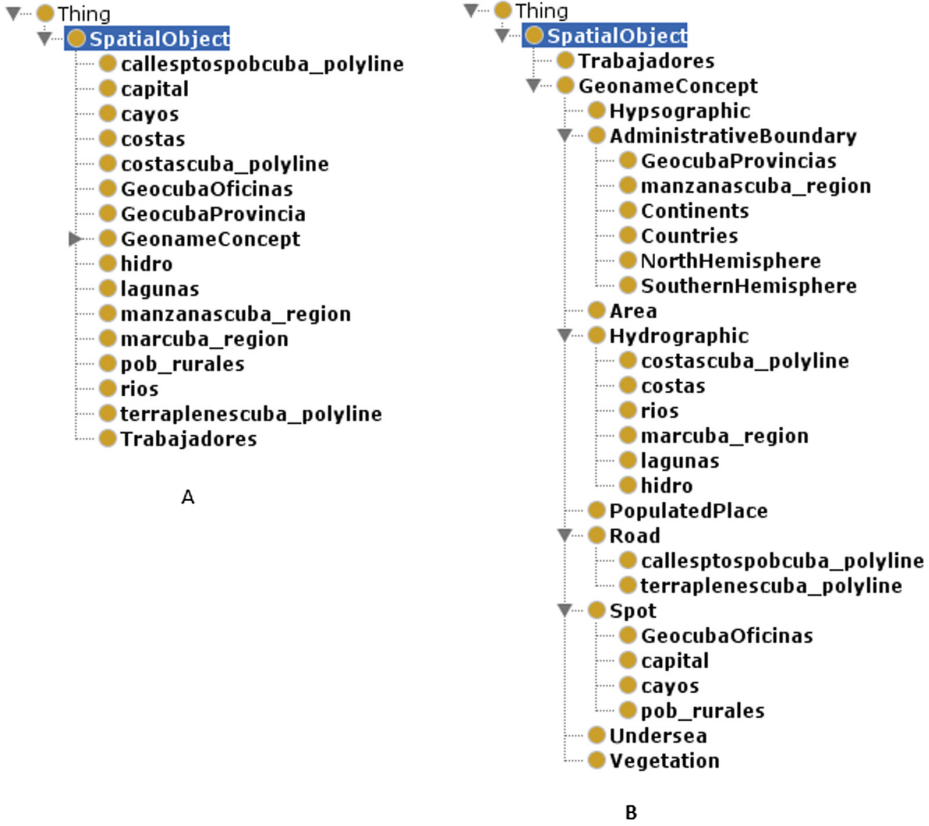 Thing
SpatialObject
callesptospobcuba_polyline
capital
cayos
costas
costascuba_polyline
GeocubaOficinas
GeocubaProvincia
GeonameConcept
hidro
lagunas
manzanascuba_region
marcuba_region
pob_rurales
rios
terraplenescuba_polyline
Trabajadores
A
Thing
SpatialObject
Trabajadores
GeonameConcept
Hypsographic
AdministrativeBoundary
GeocubaProvincias
manzanascuba_region
Continents
Countries
NorthHemisphere
SouthernHemisphere
Area
Hydrographic
costascuba_polyline
costas
rios
marcuba_region
lagunas
hidro
PopulatedPlace
Road
callesptospobcuba_polyline
terraplenescuba_polyline
Spot
GeocubaOficinas
capital
cayos
pob_rurales
Undersea
Vegetation
B